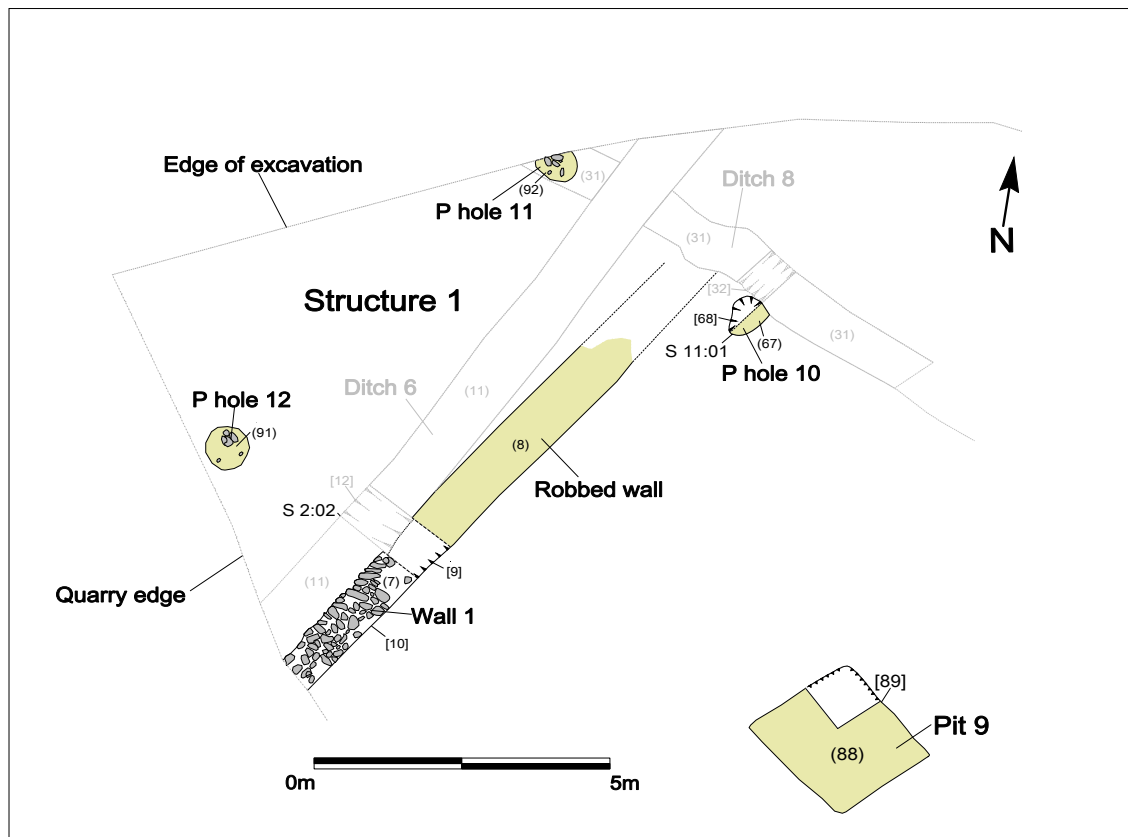 Edge of excavation
(31)
(92)
P hole 11
Ditch 8
(31)
N
[32]
Structure 1
[68]
(67)
(31)
S 11:01
P hole 10
Ditch 6
(11)
P hole 12
(91)
(8)
Robbed wall
[12]
S 2:02
[9]
(11)
(7)
Quarry edge
Wall 1
[10]
[89]
Pit 9
(88)
0m
5m